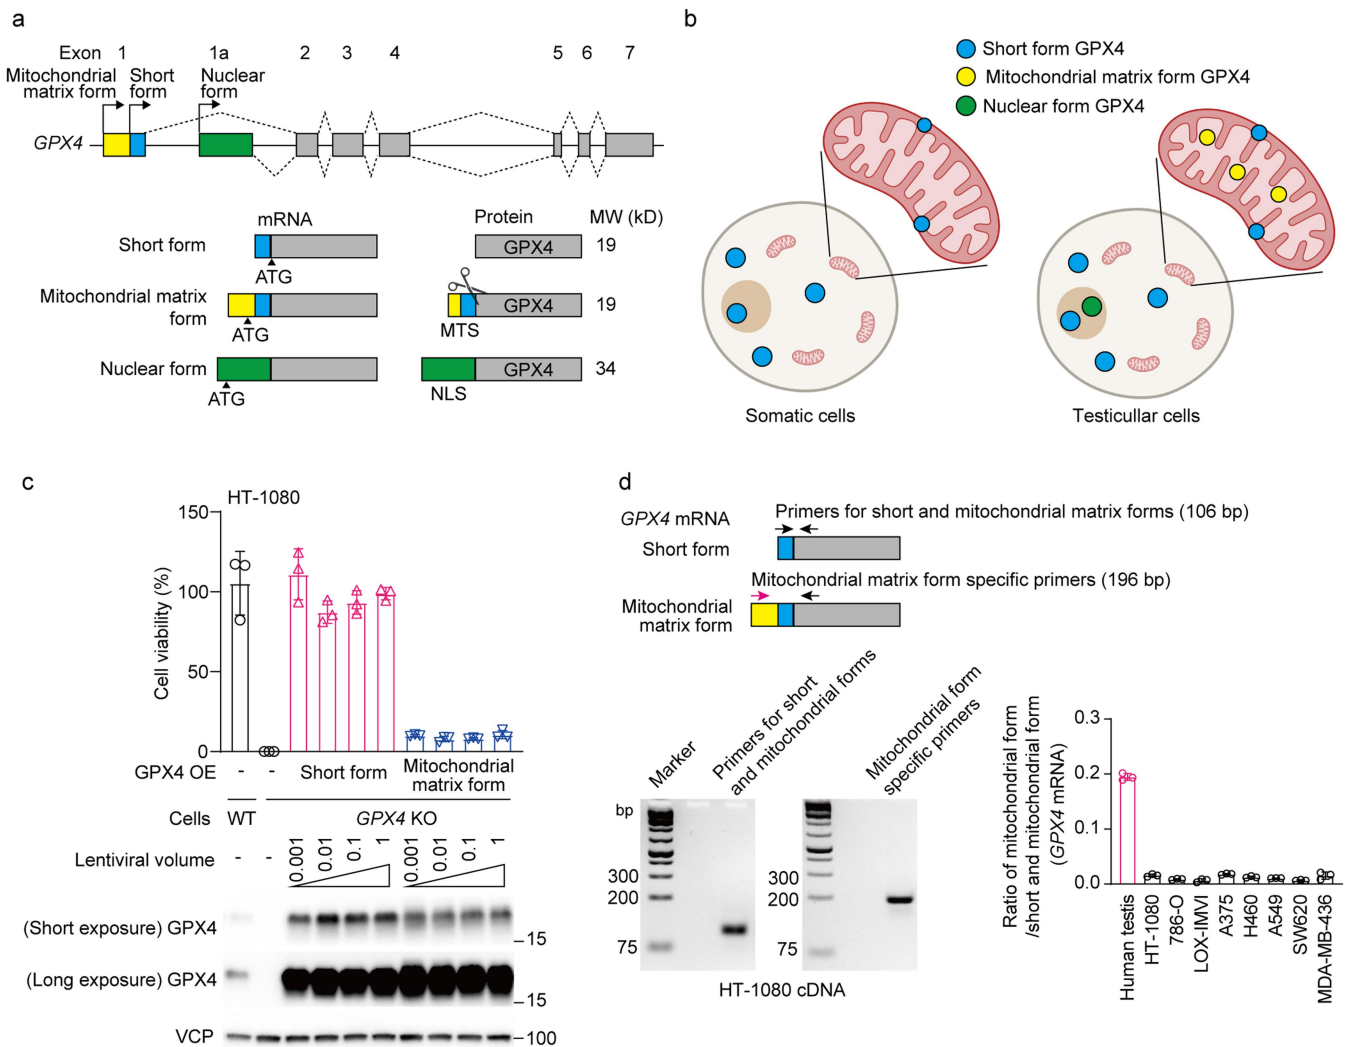 a
Exon 1 1a 2 3 4 5 6 7
Mitochondrial
matrix form
Short
form
Nuclear
form
GPX4
mRNA Protein MW (kD)
Short form GPX4 19
ATG
Mitochondrial matrix
form
GPX4 19
ATG MTS
Nuclear form GPX4 34
ATG NLS
b
Short form GPX4
Mitochondrial matrix form GPX4
Nuclear form GPX4
Somatic cells
Testicullar cells
c
HT-1080
Cell viability (%)
150
100
50
0
GPX4 OE - - Short form Mitochondrial
matrix form
Cells WT GPX4 KO
Lentiviral volume - - 0.001 0.01 0.1 1 0.001 0.01 0.1 1
(Short exposure) GPX4
15
(Long exposure) GPX4
15
VCP 100
d
Primers for short and mitochondrial matrix forms (106 bp)
GPX4 mRNA
Short form
Mitochondrial matrix form specific primers (196 bp)
Mitochondrial
matrix form
Marker
Primers for short
and mitochondrial forms
Mitochondrial form
specific primers
bp
300
200
75
300
200
75
HT-1080 cDNA
Ratio of mitochondrial form
/short and mitochondrial form
(GPX4 mRNA)
0.3
0.2
0.1
0.0
Human testis
HT-1080
786-O
LOX-IMVI
A375
H460
A549
SW620
MDA-MB-436